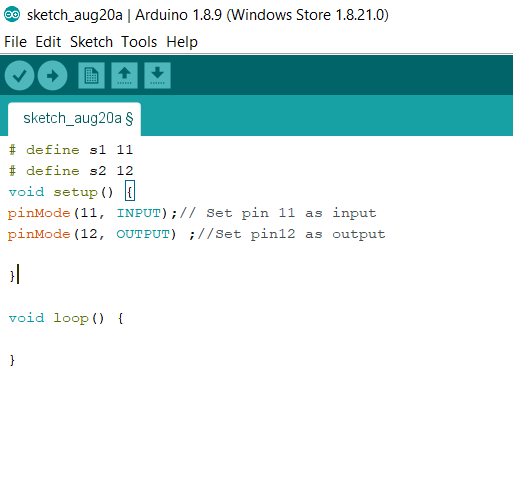 sketch_aug20a | Arduino 1.8.9 (Windows Store 1.8.21.0)
File Edit Sketch Tools Help
sketch_aug20a §
# define s1 11
# define s2 12
void setup() {
pinMode(11, INPUT);// Set pin 11 as input
pinMode(12, OUTPUT) ;//Set pin12 as output
}
void loop() {
}